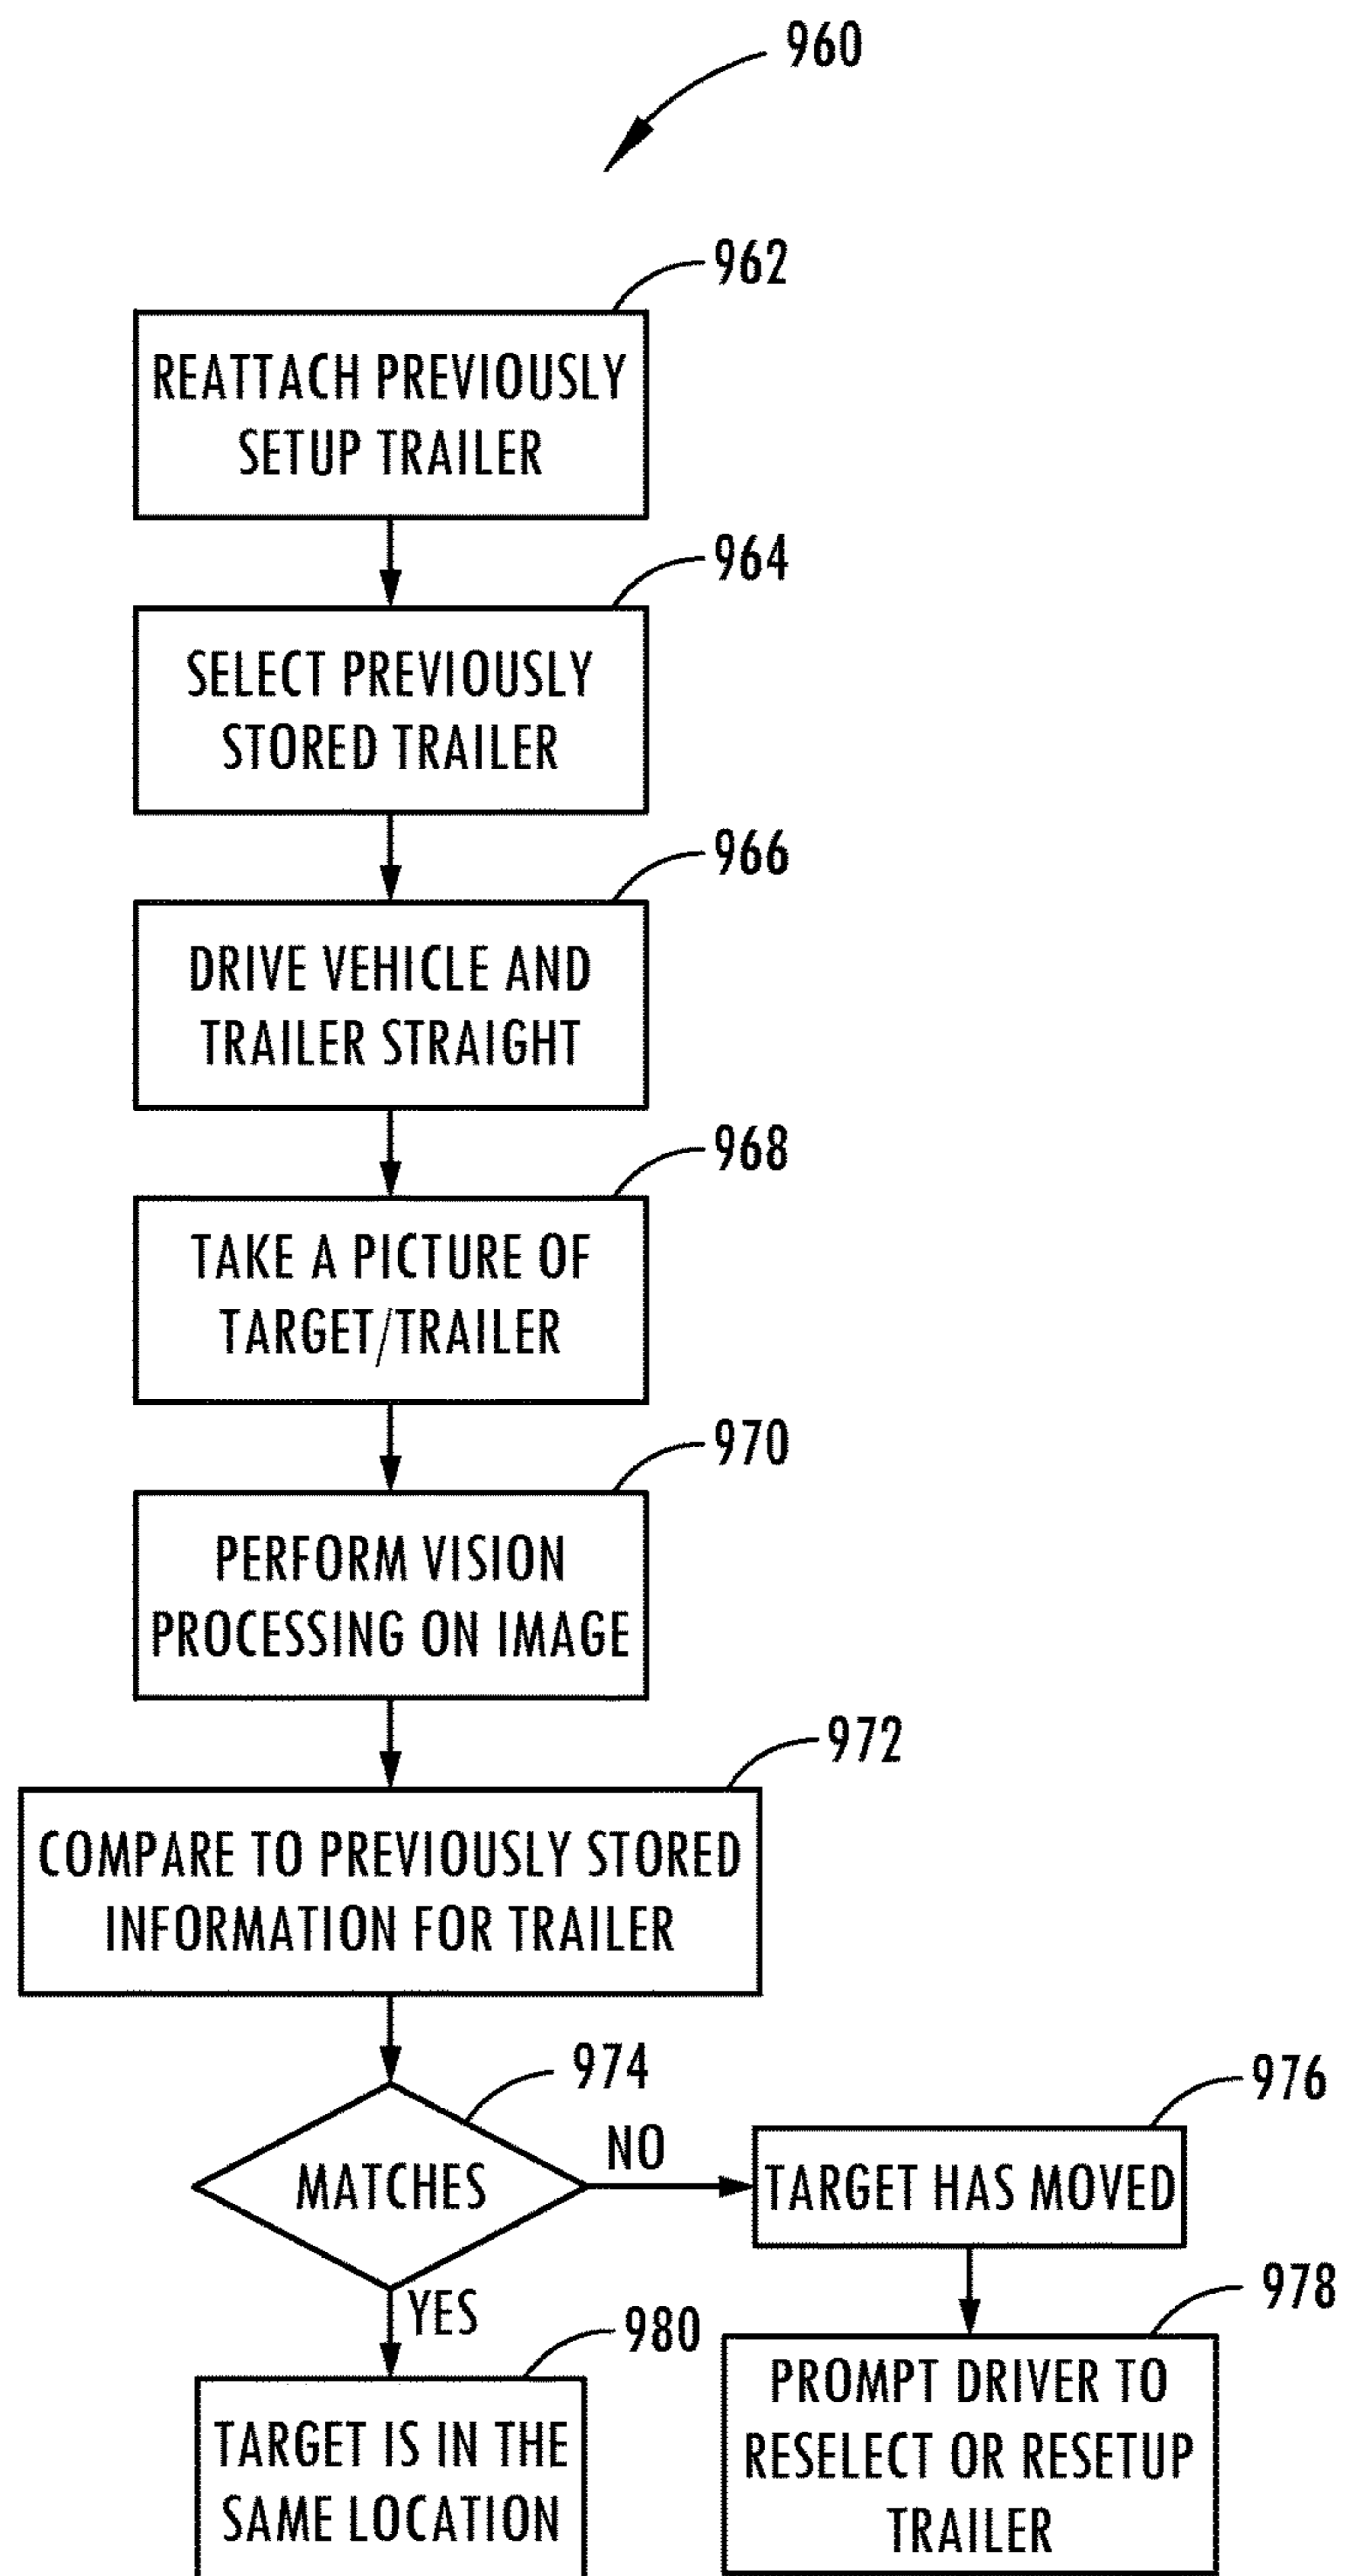 960
962
REATTACH PREVIOUSLY
SETUP TRAILER
964
SELECT PREVIOUSLY
STORED TRAILER
966
DRIVE VEHICLE AND
TRAILER STRAIGHT
968
TAKE A PICTURE OF
TARGET/TRAILER
970
PERFORM VISION
PROCESSING ON IMAGE
972
COMPARE TO PREVIOUSLY STORED
INFORMATION FOR TRAILER
974
MATCHES
NO
976
TARGET HAS MOVED
978
PROMPT DRIVER TO
RESELECT OR RESETUP
TRAILER
YES
980
TARGET IS IN THE
SAME LOCATION